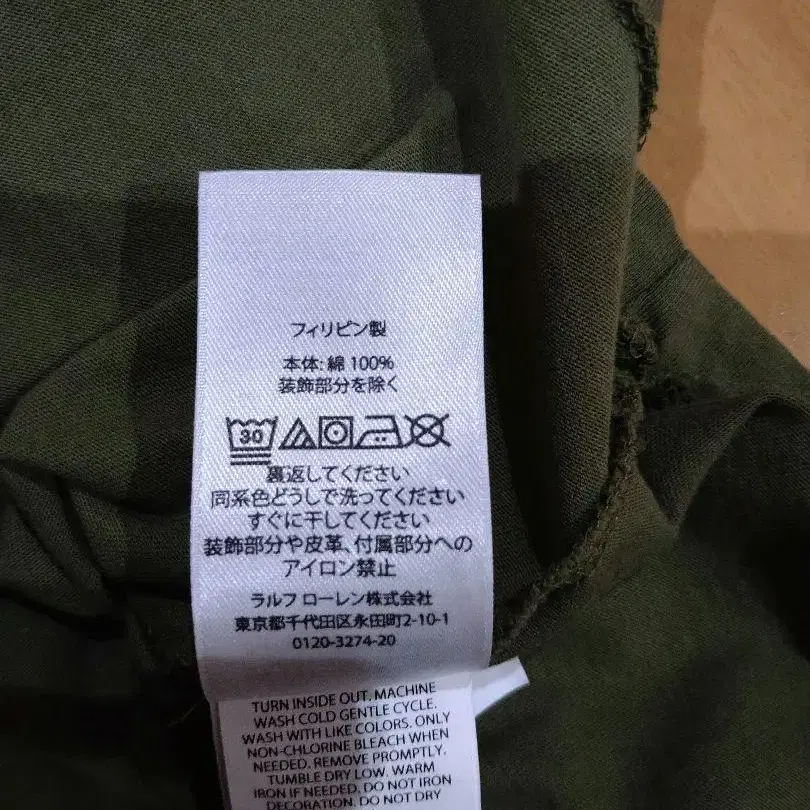 フィリピン製
本体: 綿 100%
装飾部分を除く
30
裏返してください
同系色どうしで洗ってください
すぐに干してください
装飾部分や皮革、付属部分への
アイロン禁止
ラルフ ローレン株式会社
東京都千代田区永田町2-10-1
0120-3274-20
TURN INSIDE OUT. MACHINE
WASH COLD GENTLE CYCLE.
WASH WITH LIKE COLORS. ONLY
NON-CHLORINE BLEACH WHEN
NEEDED. REMOVE PROMPTLY.
TUMBLE DRY LOW. WARM
IRON IF NEEDED. DO NOT IRON
DECORATION. DO NOT DRY